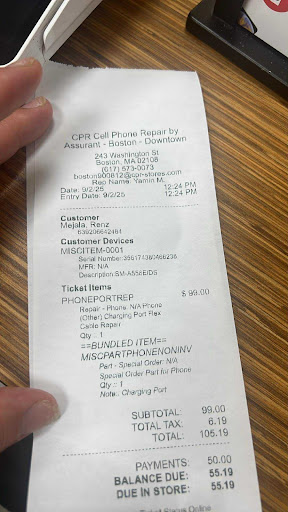 CPR Cell Phone Repair by
Assurant - Boston - Downtown
243 Washington St
Boston, MA 02108
(617) 573-0073
Rep Name: Yamin M.
Date: 9/2/25 12:24 PM
Entry Date: 9/2/25 12:24 PM
Customer
Mejola, Renz
Customer Devices
MISCITEM-0001
MFR: N/A
Ticket Items
PHONEPORTREP $ 99.00
Repair - Phone: N/A Phone
(Other) Charging Port Flex
Cable Repair
Qty :: 1
==BUNDLED ITEM==
MISCPARTPHONENONINV
Part - Special Order: N/A
Special Order Part for Phone
Qty :: 1
Note:: Charging Port
SUBTOTAL: 99.00
TOTAL TAX: 6.19
TOTAL: 105.19
PAYMENTS: 50.00
BALANCE DUE: 55.19
DUE IN STORE: 55.19
Ticket Status Online